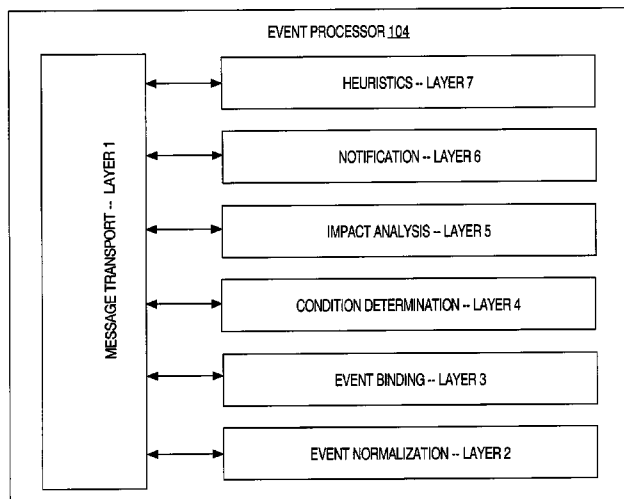 EVENT PROCESSOR 104
MESSAGE TRANSPORT -- LAYER 1
HEURISTICS -- LAYER 7
NOTIFICATION -- LAYER 6
IMPACT ANALYSIS -- LAYER 5
CONDITION DETERMINATION -- LAYER 4
EVENT BINDING -- LAYER 3
EVENT NORMALIZATION -- LAYER 2